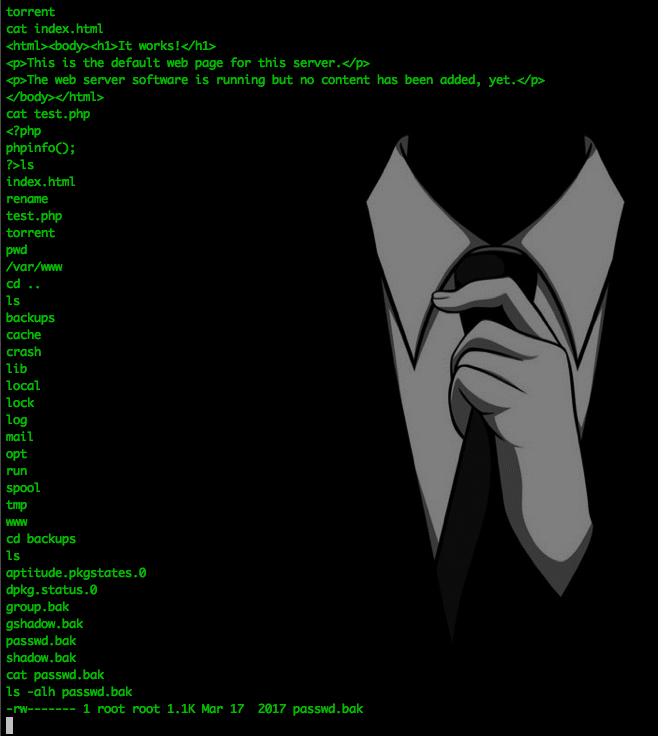 torrent
cat index.html
<html><body><h1>It works!</h1>
<p>This is the default web page for this server.</p>
<p>The web server software is running but no content has been added, yet.</p>
</body></html>
cat test.php
<?php
phpinfo();
?>ls
index.html
rename
test.php
torrent
pwd
/var/www
cd ..
ls
backups
cache
crash
lib
local
lock
log
mail
opt
run
spool
tmp
www
cd backups
ls
aptitude.pkgstates.0
dpkg.status.0
group.bak
gshadow.bak
passwd.bak
shadow.bak
cat passwd.bak
ls -alh passwd.bak
-rw------- 1 root root 1.1K Mar 17  2017 passwd.bak